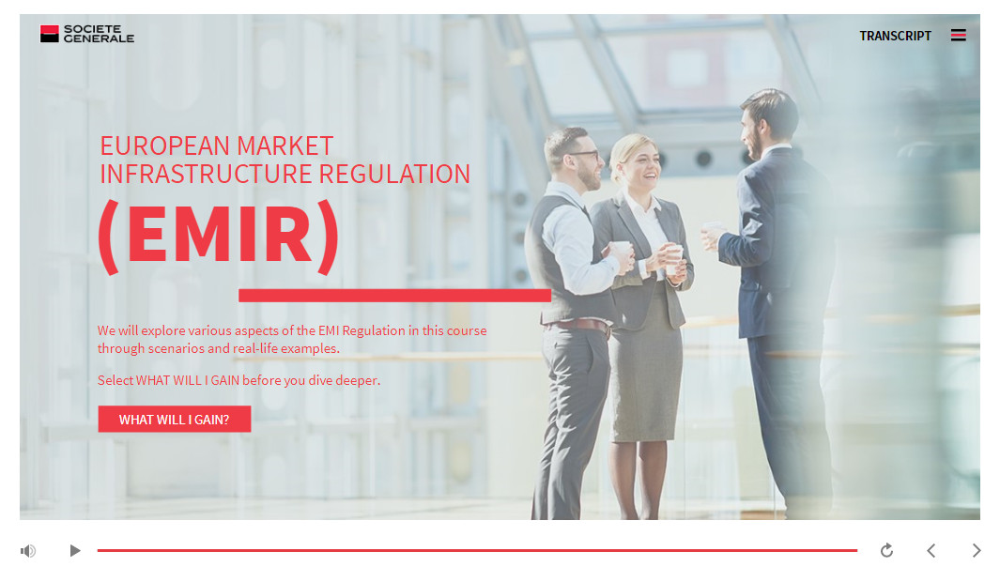 SOCIETE
GENERALE
TRANSCRIPT
EUROPEAN MARKET
INFRASTRUCTURE REGULATION
(EMIR)
We will explore various aspects of the EMI Regulation in this course
through scenarios and real-life examples.
Select WHAT WILL I GAIN before you dive deeper.
WHAT WILL I GAIN?